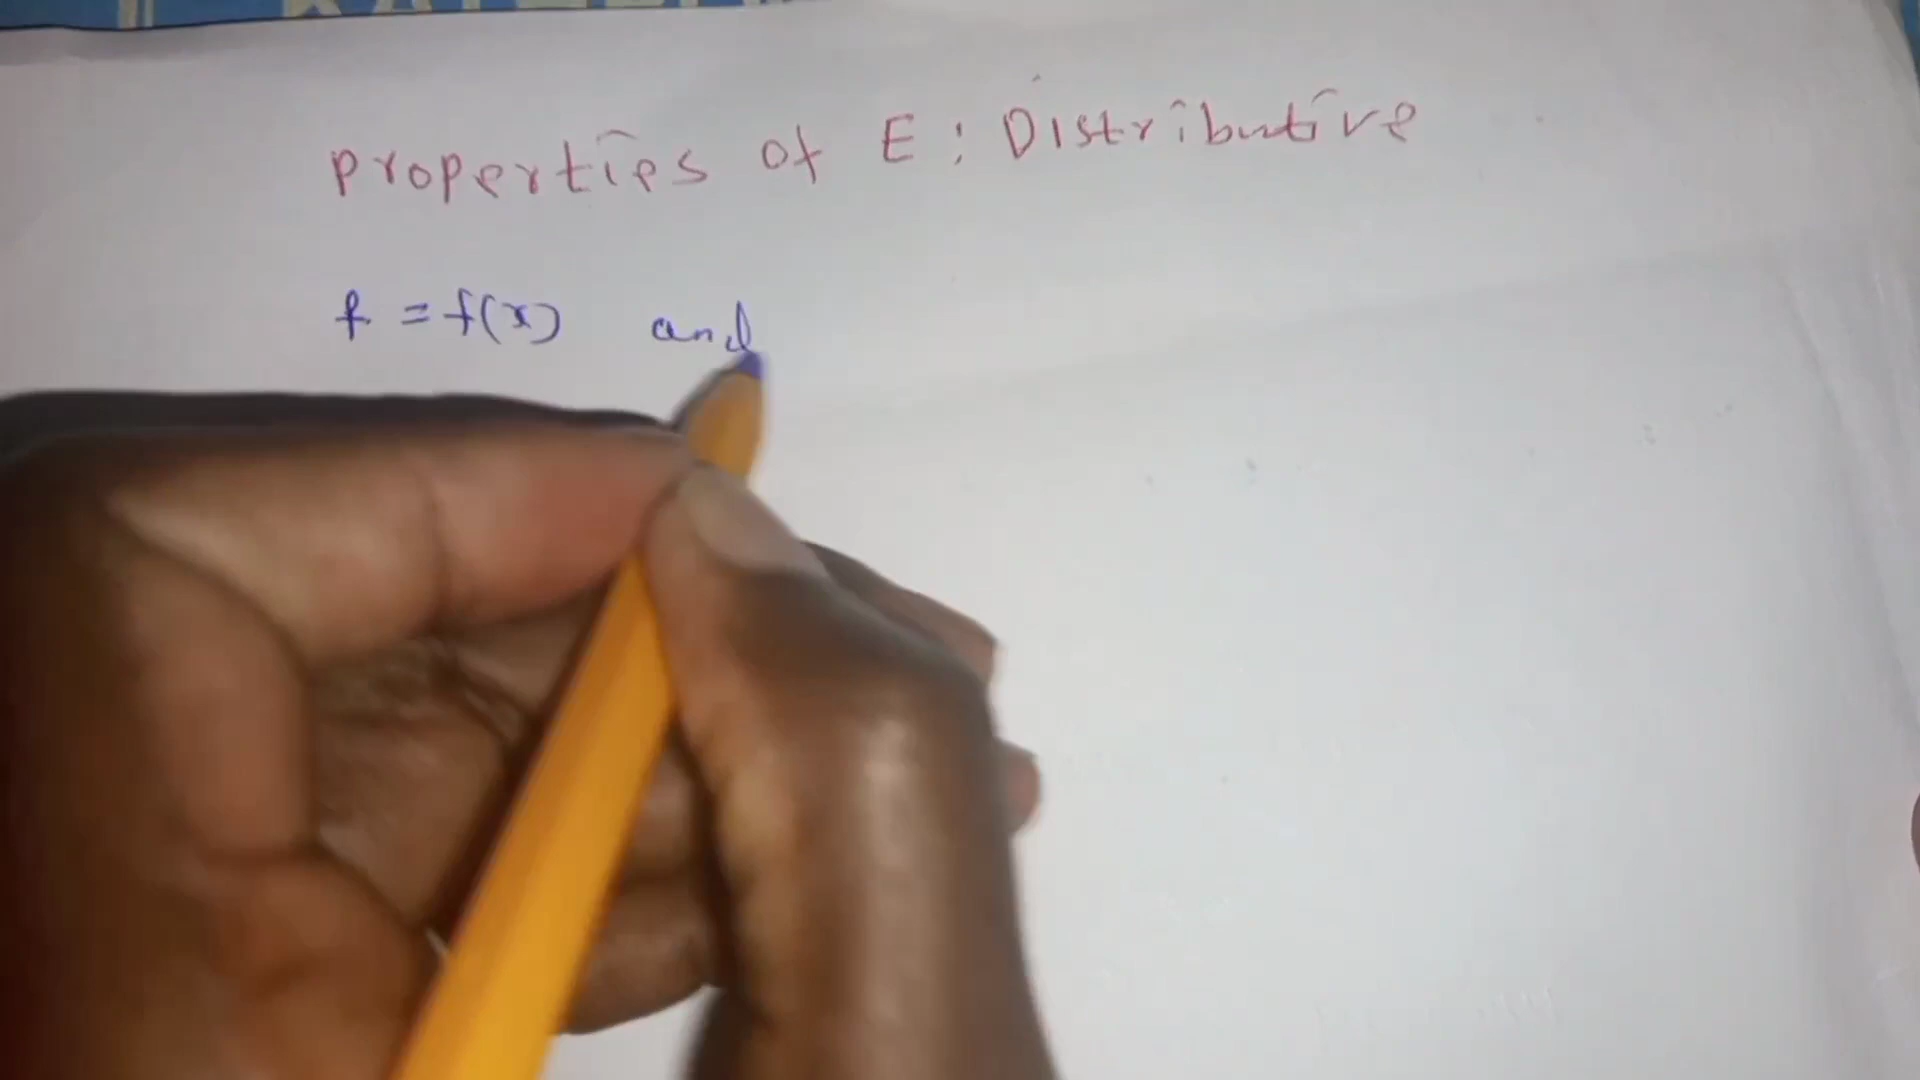 Properties of E : Distributive
f = f(x) and